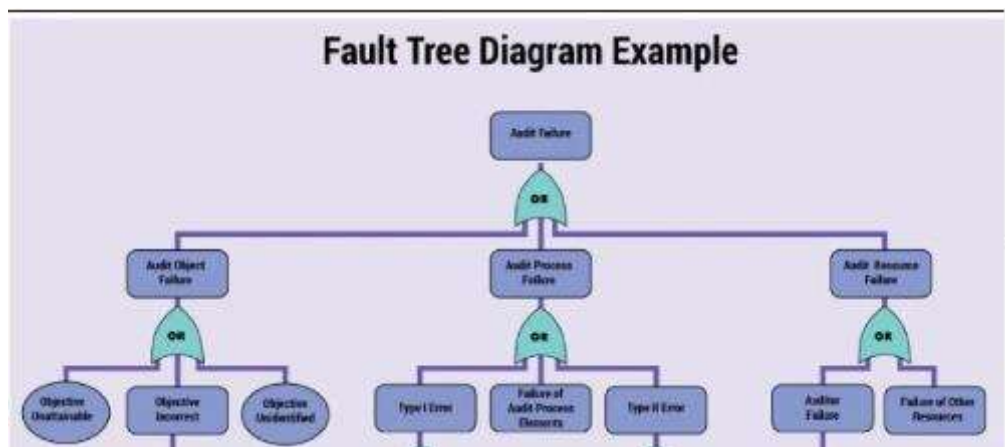 Fault Tree Diagram Example
Audit Failure
OR
Audit Object
Failure
Audit Process
Failure
Audit Resource
Failure
OR
OR
OR
Objective
Unattainable
Objective
Incorrect
Objective
Unidentified
Type I Error
Failure of
Audit Process
Elements
Type II Error
Auditor
Failure
Failure of Other
Resources